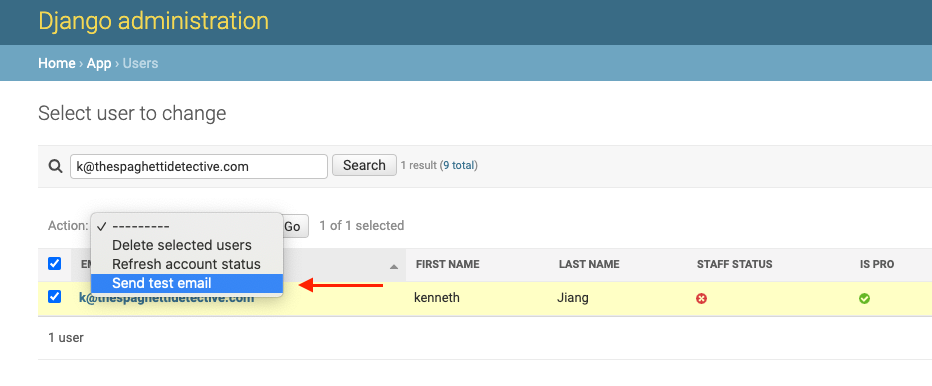 Django administration
Home › App › Users
Select user to change
k@thespaghettidetective.com Search 1 result (9 total)
Action: ✓ --------- Go 1 of 1 selected
Delete selected users
Refresh account status
Send test email
FIRST NAME LAST NAME STAFF STATUS IS PRO
k@thespaghettidetective.com kenneth Jiang
1 user